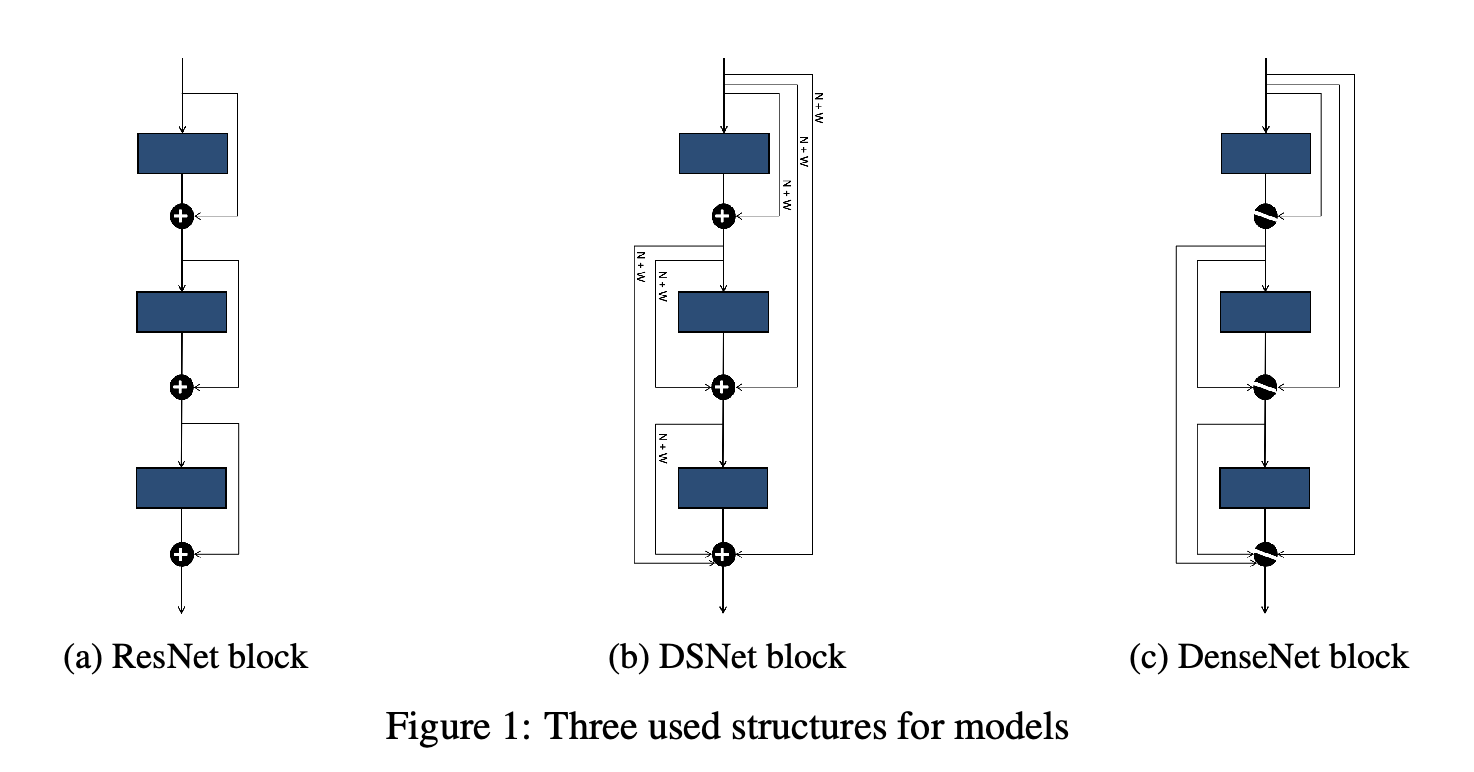 N + W
N + W
N + W
N + W
N + W
N + W
(a) ResNet block
(b) DSNet block
(c) DenseNet block
Figure 1: Three used structures for models